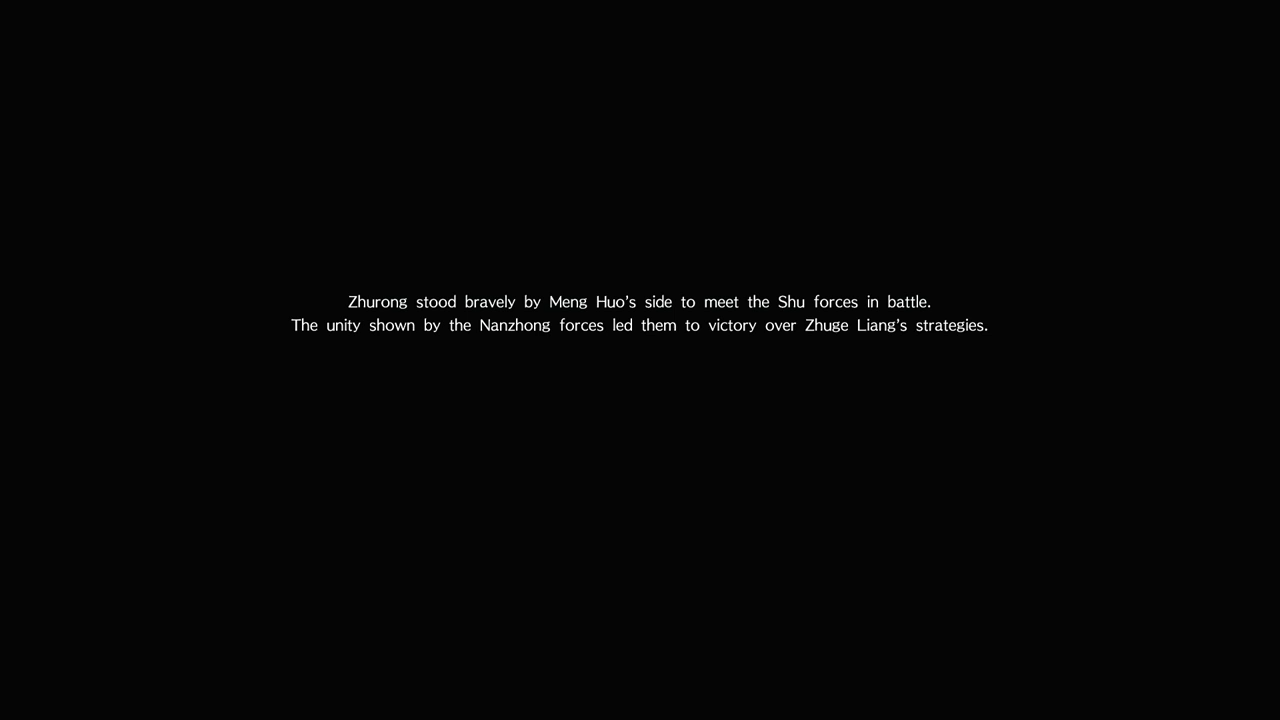 Zhurong stood bravely by Meng Huo’s side to meet the Shu forces in battle.
The unity shown by the Nanzhong forces led them to victory over Zhuge Liang’s strategies.